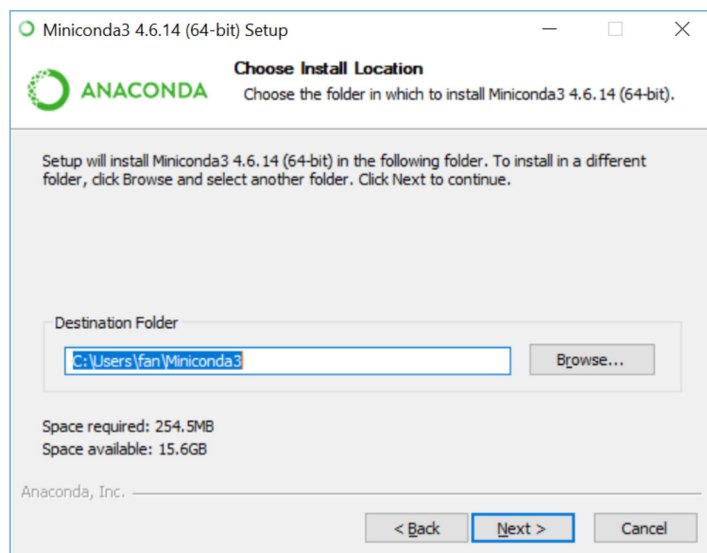 Miniconda3 4.6.14 (64-bit) Setup
ANACONDA
Choose Install Location
Choose the folder in which to install Miniconda3 4.6.14 (64-bit).
Setup will install Miniconda3 4.6.14 (64-bit) in the following folder. To install in a different
folder, click Browse and select another folder. Click Next to continue.
Destination Folder
C:\Users\fan\Miniconda3
Browse...
Space required: 254.5MB
Space available: 15.6GB
Anaconda, Inc.
< Back
Next >
Cancel